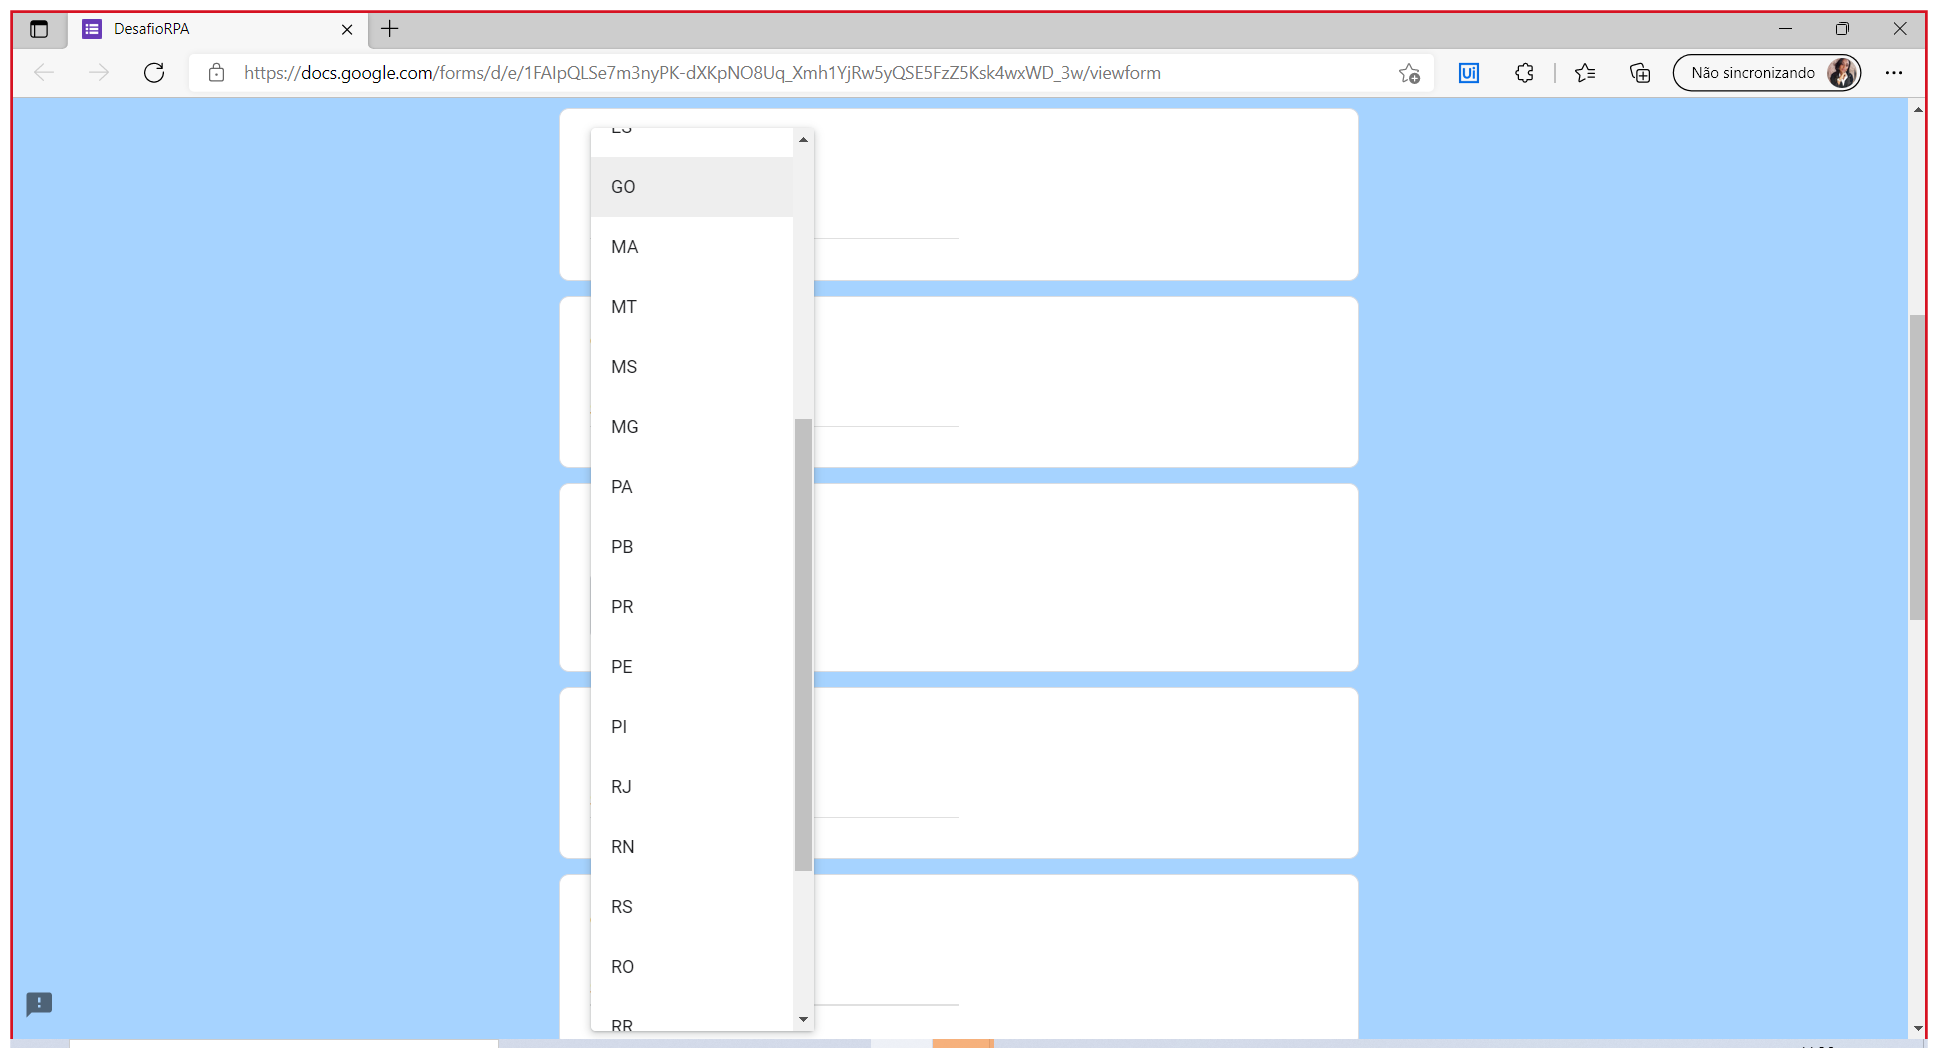 DesafioRPA
https://docs.google.com/forms/d/e/1FAIpQLSe7m3nyPK-dXKpNO8Uq_Xmh1YjRw5yQSE5FzZ5Ksk4wxWD_3w/viewform
Ui
Não sincronizando
ES
GO
MA
MT
MS
MG
PA
PB
PR
PE
PI
RJ
RN
RS
RO
RR